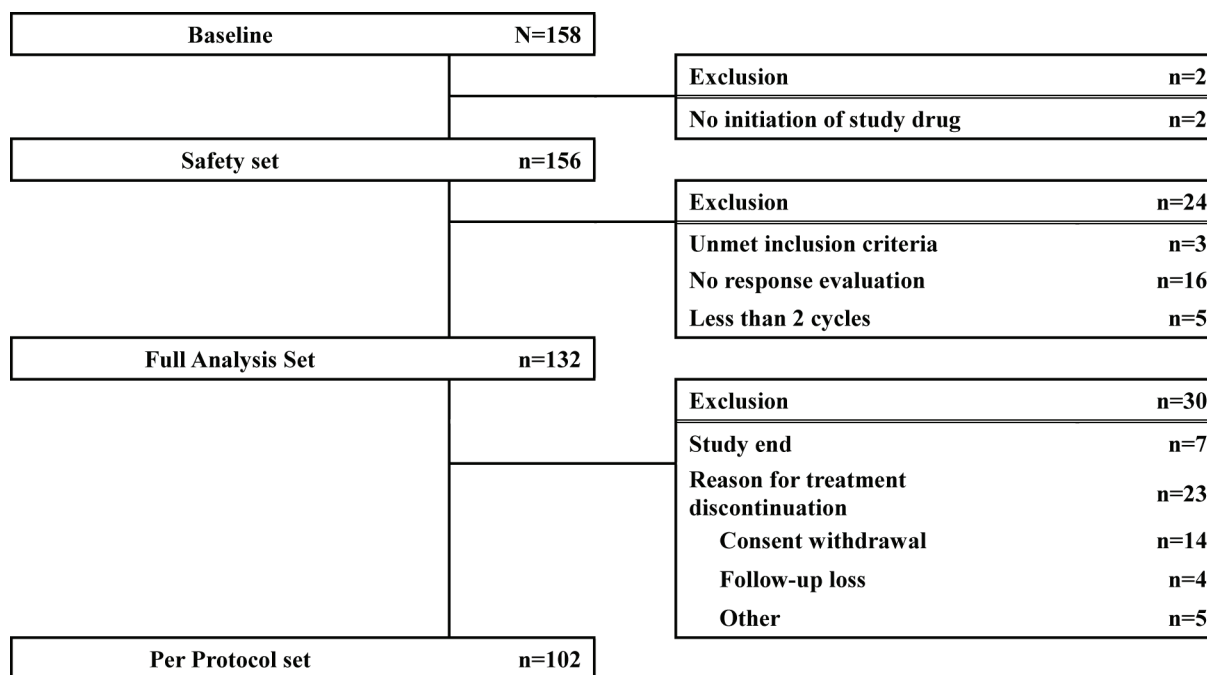 Baseline N=158
Exclusion n=2
No initiation of study drug n=2
Safety set n=156
Exclusion n=24
Unmet inclusion criteria n=3
No response evaluation n=16
Less than 2 cycles n=5
Full Analysis Set n=132
Exclusion n=30
Study end n=7
Reason for treatment
discontinuation n=23
Consent withdrawal n=14
Follow-up loss n=4
Other n=5
Per Protocol set n=102